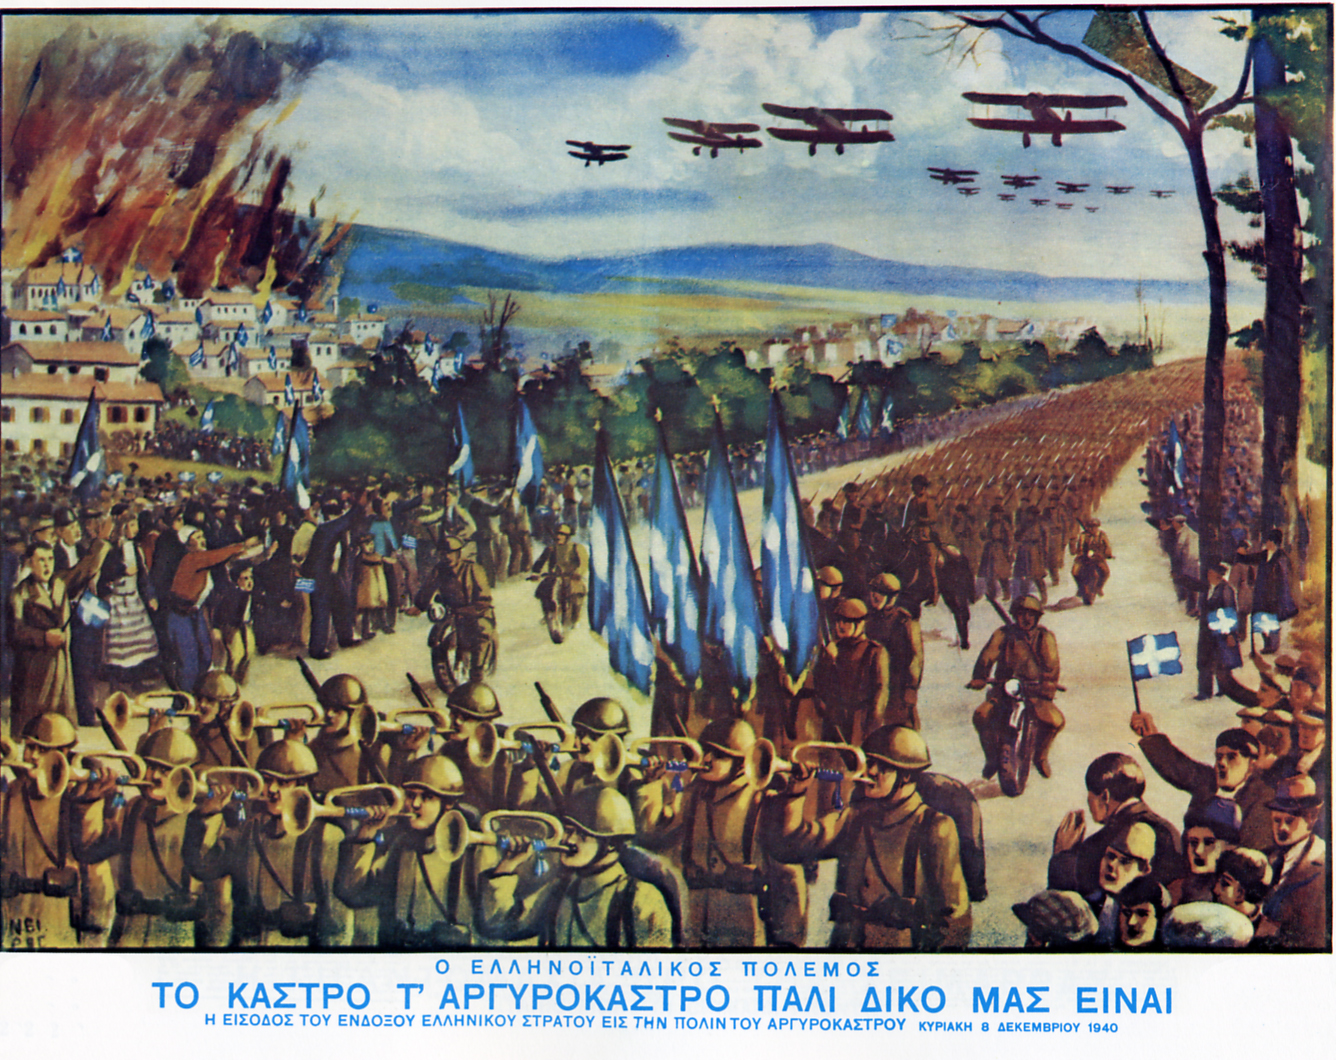 ΝΕΙ
Ο ΕΛΛΗΝΟΪΤΑΛΙΚΟΣ ΠΟΛΕΜΟΣ
ΤΟ ΚΑΣΤΡΟ Τ' ΑΡΓΥΡΟΚΑΣΤΡΟ ΠΑΛΙ ΔΙΚΟ ΜΑΣ ΕΙΝΑΙ
Η ΕΙΣΟΔΟΣ ΤΟΥ ΕΝΔΟΞΟΥ ΕΛΛΗΝΙΚΟΥ ΣΤΡΑΤΟΥ ΕΙΣ ΤΗΝ ΠΟΛΙΝ ΤΟΥ ΑΡΓΥΡΟΚΑΣΤΡΟΥ ΚΥΡΙΑΚΗ 8 ΔΕΚΕΜΒΡΙΟΥ 1940